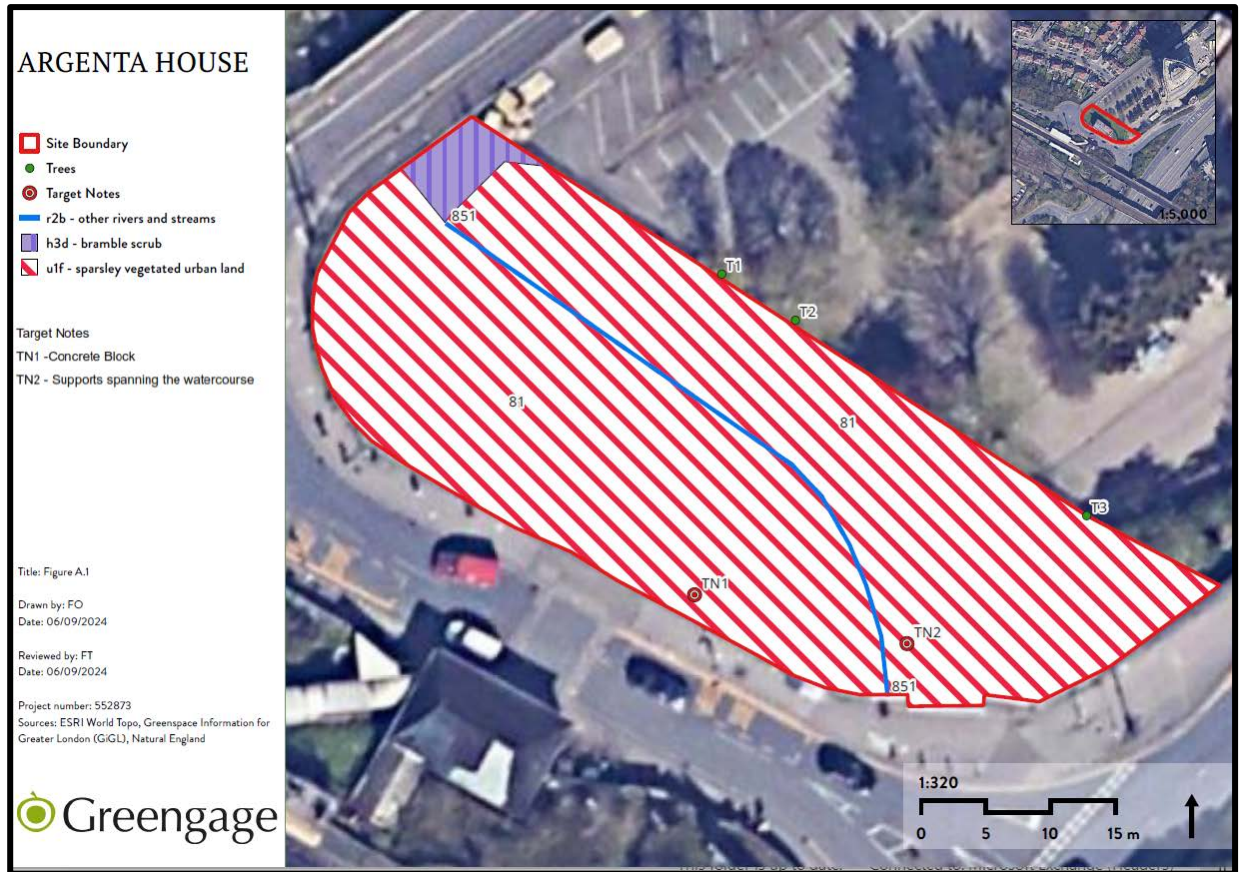 ARGENTA HOUSE
Site Boundary
Trees
Target Notes
r2b - other rivers and streams
h3d - bramble scrub
u1f - sparsley vegetated urban land
Target Notes
TN1 -Concrete Block
TN2 - Supports spanning the watercourse
Title: Figure A.1
Drawn by: FO
Date: 06/09/2024
Reviewed by: FT
Date: 06/09/2024
Project number: 552873
Sources: ESRI World Topo, Greenspace Information for
Greater London (GiGL), Natural England
Greengage
1:5,000
851
T1
T2
81
81
T3
TN1
TN2
851
1:320
0 5 10 15 m